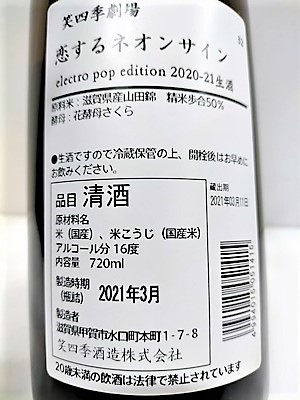 笑四季劇場
恋するネオンサイン
electro pop edition 2020-21生酒
原料米：滋賀県産山田錦　精米歩合50%
酵母：花酵母さくら
●生酒ですので冷蔵保管の上、開栓後はお早めに
お飲みください。
品目 清酒
原材料名
米（国産）、米こうじ（国産米）
アルコール分 16度
内容量　720ml
製造時期
（瓶詰） 2021年3月
製造者
滋賀県甲賀市水口町本町1-7-8
笑四季酒造株式会社
蔵出期
2021年03月11日
4994015051415
20歳未満の飲酒は法律で禁止されています